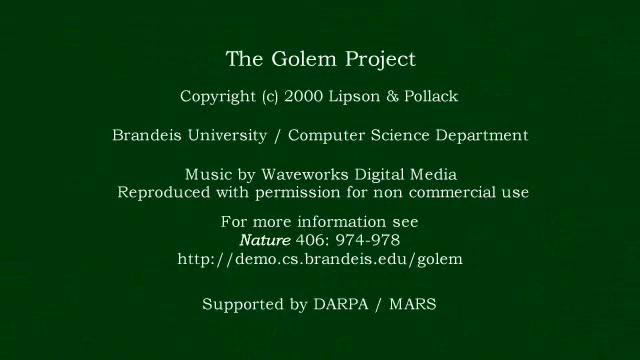 The Golem Project
Copyright (c) 2000 Lipson & Pollack
Brandeis University / Computer Science Department
Music by Waveworks Digital Media
Reproduced with permission for non commercial use
For more information see
Nature 406: 974-978
http://demo.cs.brandeis.edu/golem
Supported by DARPA / MARS